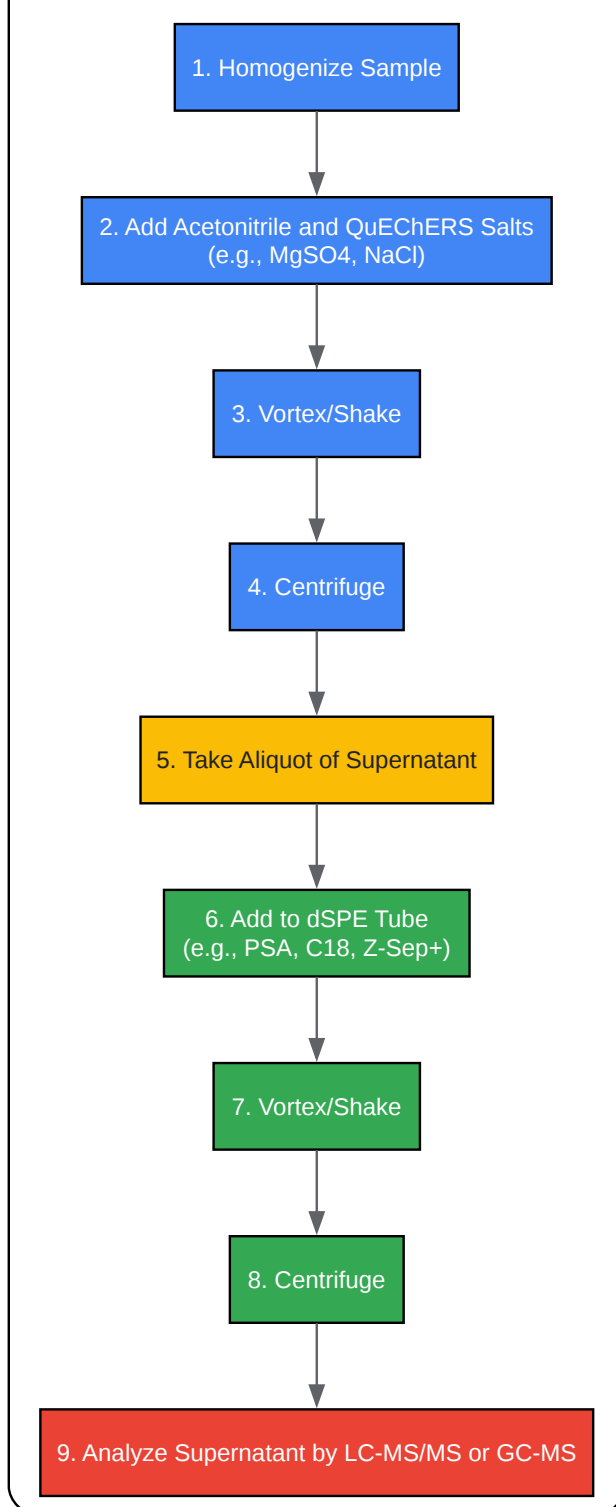 1. Homogenize Sample
2. Add Acetonitrile and QuEChERS Salts
(e.g., MgSO4, NaCl)
3. Vortex/Shake
4. Centrifuge
5. Take Aliquot of Supernatant
6. Add to dSPE Tube
(e.g., PSA, C18, Z-Sep+)
7. Vortex/Shake
8. Centrifuge
9. Analyze Supernatant by LC-MS/MS or GC-MS